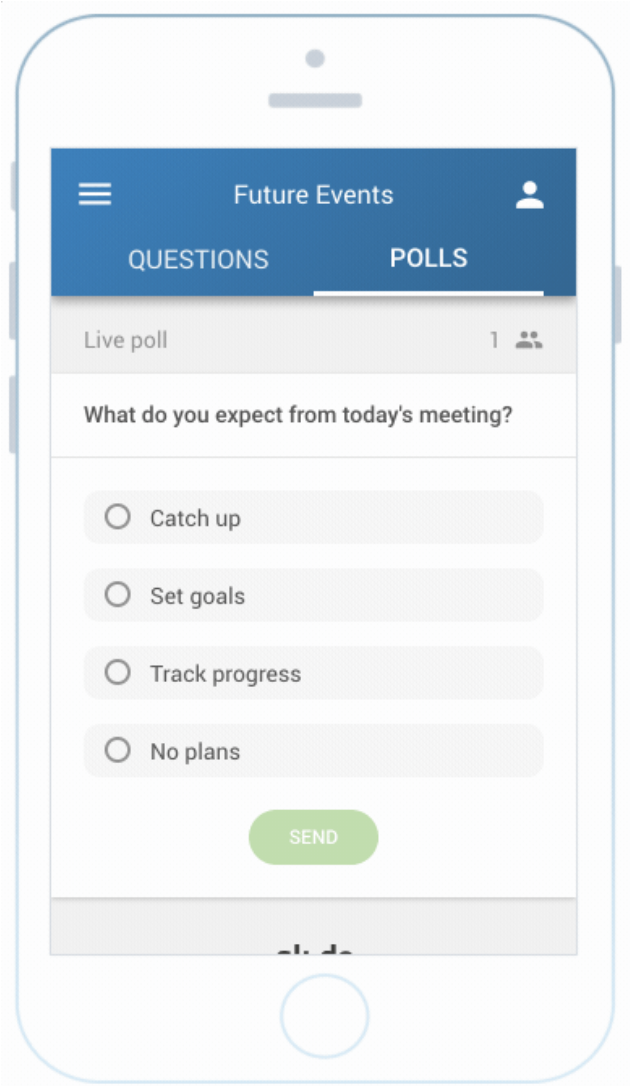 Future Events
QUESTIONS POLLS
Live poll 1
What do you expect from today's meeting?
Catch up
Set goals
Track progress
No plans
SEND